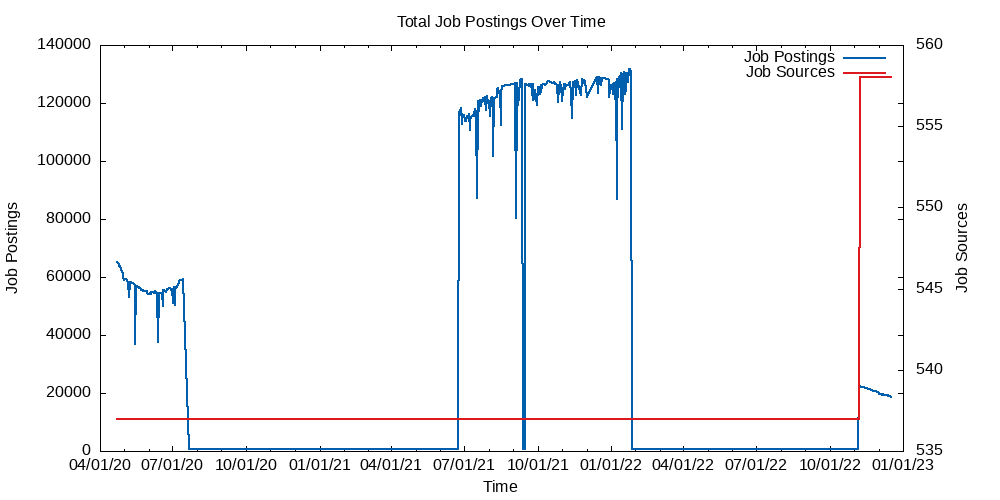 Total Job Postings Over Time
Job Postings
Job Sources
140000
120000
100000
80000
60000
40000
20000
0
560
555
550
545
540
535
Job Postings
Job Sources
04/01/20 07/01/20 10/01/20 01/01/21 04/01/21 07/01/21 10/01/21 01/01/22 04/01/22 07/01/22 10/01/22 01/01/23
Time